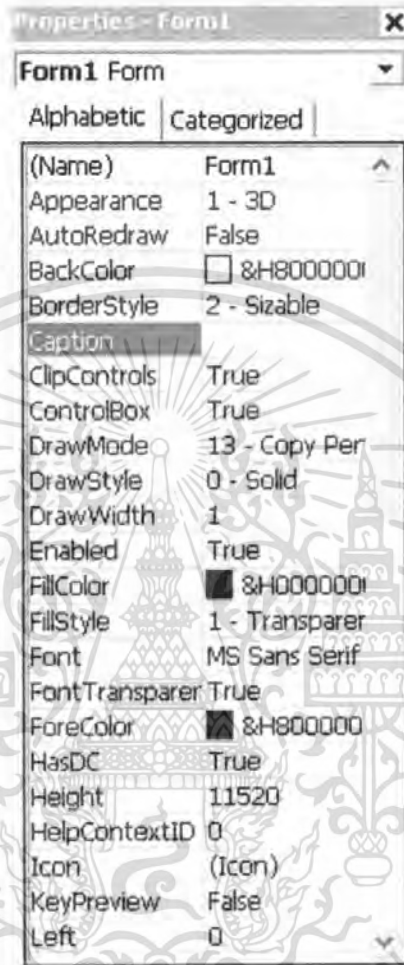 Properties - Form1
Form1 Form
Alphabetic Categorized
(Name) Form1
Appearance 1 - 3D
AutoRedraw False
BackColor &H8000000
BorderStyle 2 - Sizable
Caption
ClipControls True
ControlBox True
DrawMode 13 - Copy Per
DrawStyle 0 - Solid
DrawWidth 1
Enabled True
FillColor &H0000000
FillStyle 1 - Transparer
Font MS Sans Serif
FontTransparer True
ForeColor &H800000
HasDC True
Height 11520
HelpContextID 0
Icon (Icon)
KeyPreview False
Left 0